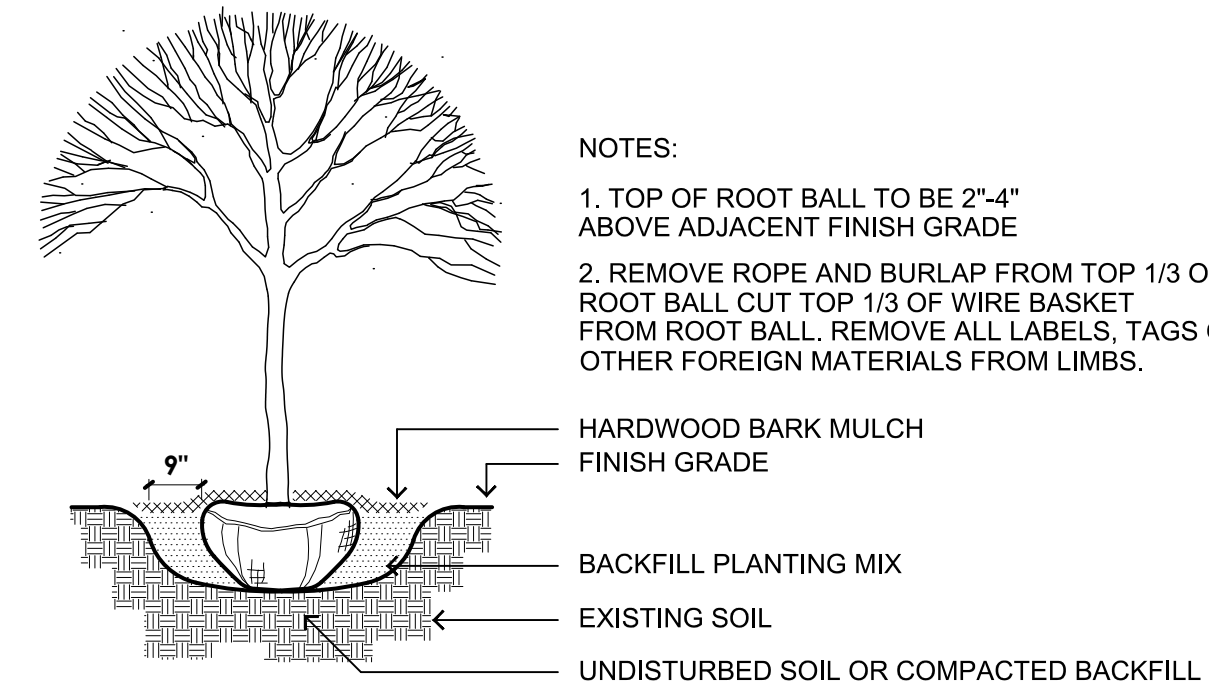 NOTES:
1. TOP OF ROOT BALL TO BE 2"-4"
ABOVE ADJACENT FINISH GRADE
2. REMOVE ROPE AND BURLAP FROM TOP 1/3 O
ROOT BALL CUT TOP 1/3 OF WIRE BASKET
FROM ROOT BALL. REMOVE ALL LABELS, TAGS
OTHER FOREIGN MATERIALS FROM LIMBS.
HARDWOOD BARK MULCH
9"
FINISH GRADE
BACKFILL PLANTING MIX
EXISTING SOIL
UNDISTURBED SOIL OR COMPACTED BACKFILL